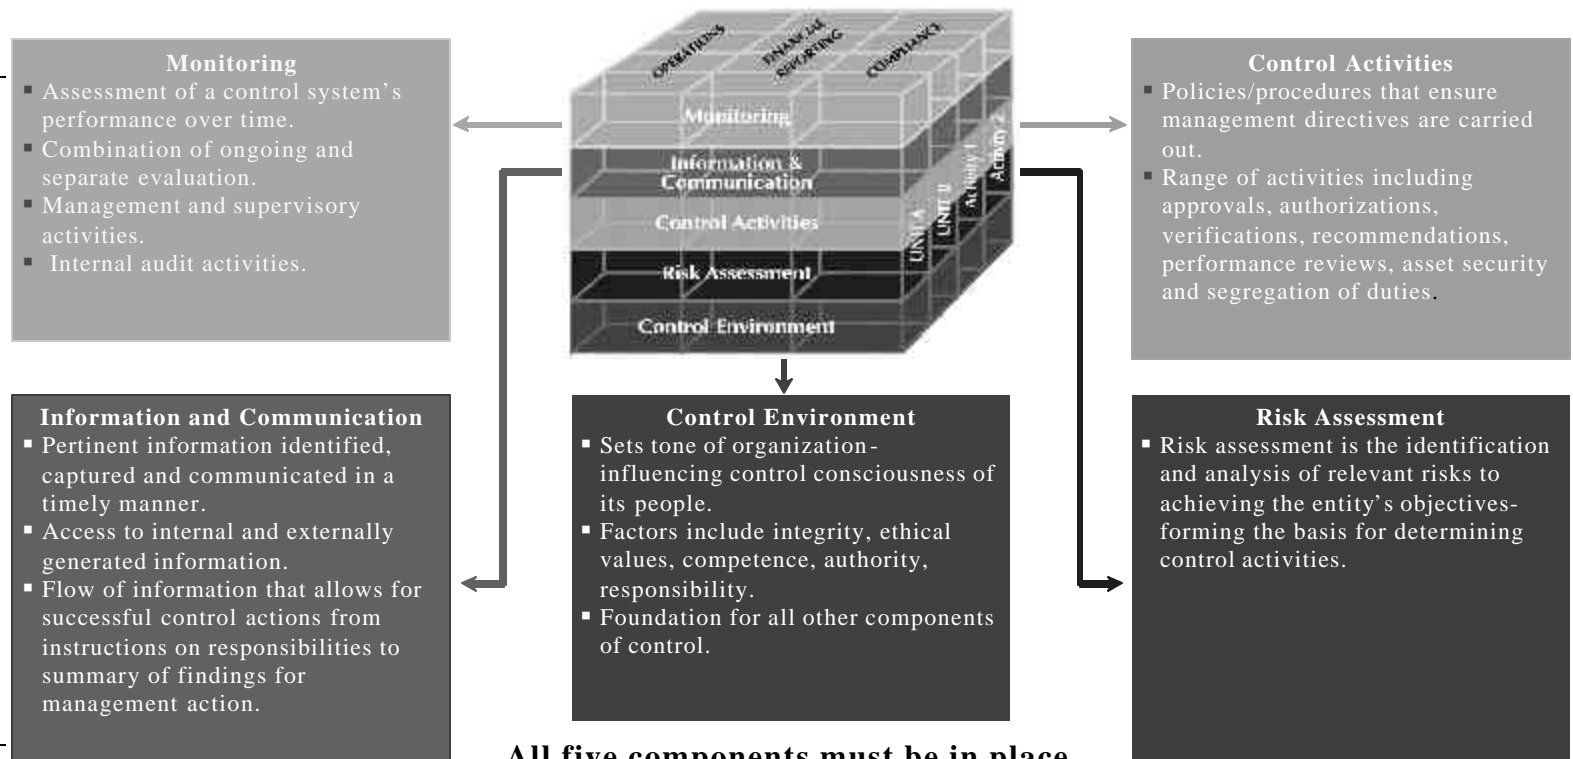 Monitoring
▪ Assessment of a control system's
performance over time.
▪ Combination of ongoing and
separate evaluation.
▪ Management and supervisory
activities.
▪ Internal audit activities.
OPERATIONS
FINANCIAL
REPORTING
COMPLIANCE
Monitoring
Information &
Communication
Control Activities
Risk Assessment
Control Environment
UNIT A
UNIT B
Activity 1
Activity 2
Control Activities
▪ Policies/procedures that ensure
management directives are carried
out.
▪ Range of activities including
approvals, authorizations,
verifications, recommendations,
performance reviews, asset security
and segregation of duties.
Information and Communication
▪ Pertinent information identified,
captured and communicated in a
timely manner.
▪ Access to internal and externally
generated information.
▪ Flow of information that allows for
successful control actions from
instructions on responsibilities to
summary of findings for
management action.
Control Environment
▪ Sets tone of organization-
influencing control consciousness of
its people.
▪ Factors include integrity, ethical
values, competence, authority,
responsibility.
▪ Foundation for all other components
of control.
Risk Assessment
▪ Risk assessment is the identification
and analysis of relevant risks to
achieving the entity's objectives-
forming the basis for determining
control activities.
All five components must be in place